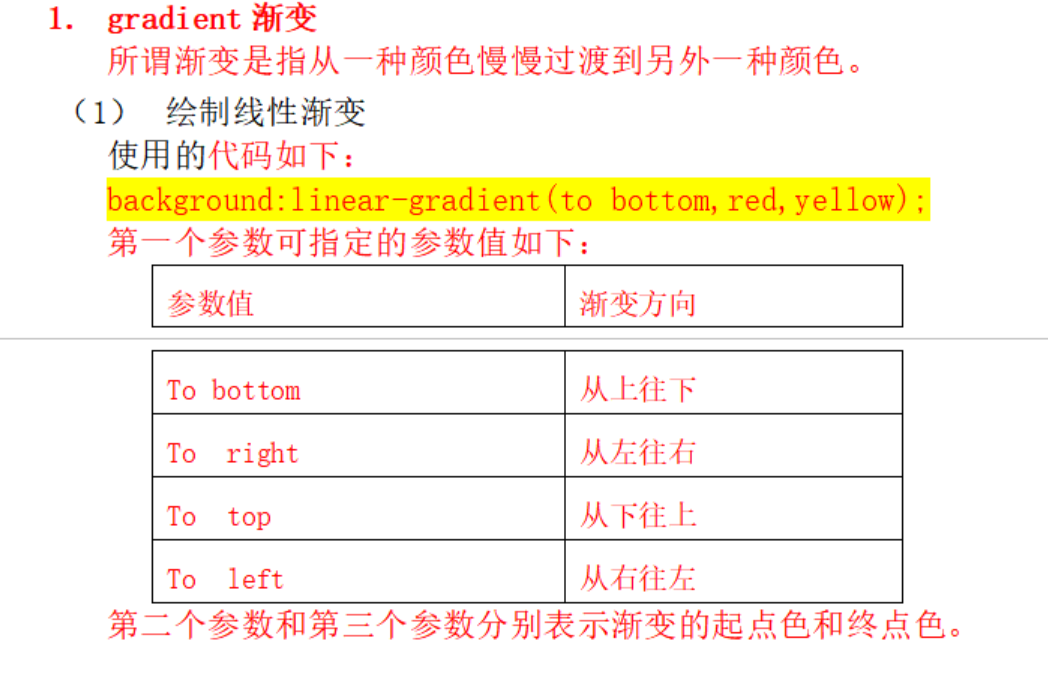 1. gradient 渐变
所谓渐变是指从一种颜色慢慢过渡到另外一种颜色。
（1） 绘制线性渐变
使用的代码如下：
background:linear-gradient(to bottom,red,yellow);
第一个参数可指定的参数值如下：
参数值 渐变方向
To bottom 从上往下
To right 从左往右
To top 从下往上
To left 从右往左
第二个参数和第三个参数分别表示渐变的起点色和终点色。